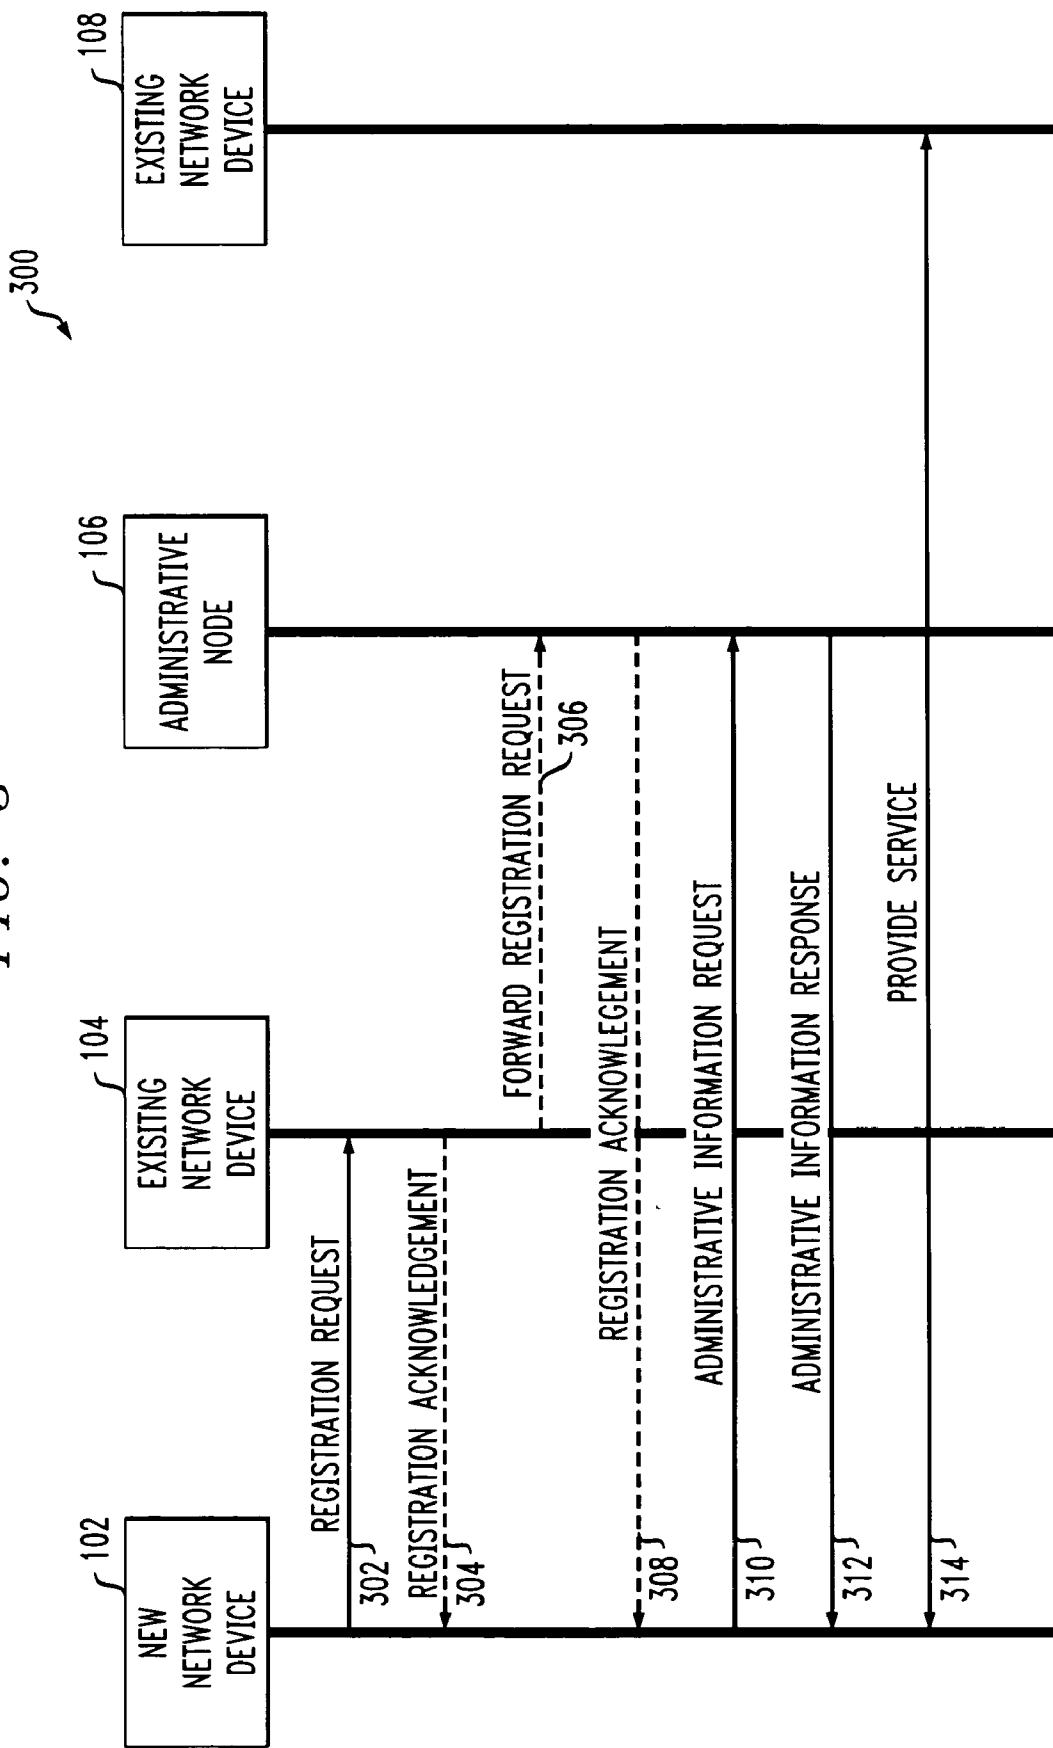 FIG. 3
300
102
NEW
NETWORK
DEVICE
104
EXISITNG
NETWORK
DEVICE
106
ADMINISTRATIVE
NODE
108
EXISTING
NETWORK
DEVICE
REGISTRATION REQUEST
302
REGISTRATION ACKNOWLEDGEMENT
304
FORWARD REGISTRATION REQUEST
306
REGISTRATION ACKNOWLEGEMENT
308
ADMINISTRATIVE INFORMATION REQUEST
310
ADMINISTRATIVE INFORMATION RESPONSE
312
PROVIDE SERVICE
314